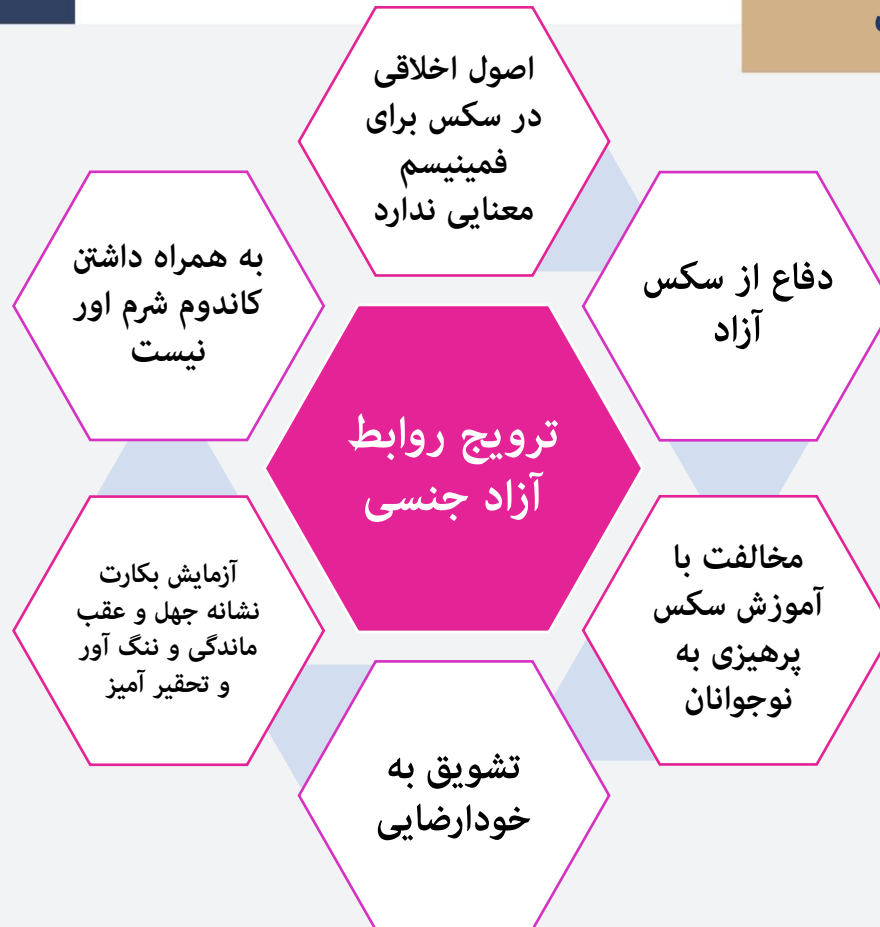 اصول اخلاقی
در سکس برای
فمینیسم
معنایی ندارد
دفاع از سکس
آزاد
مخالفت با
آموزش سکس
پرهیزی به
نوجوانان
تشویق به
خودارضایی
آزمایش بکارت
نشانه جهل و عقب
ماندگی و ننگ آور
و تحقیر آمیز
به همراه داشتن
کاندوم شرم اور
نیست
ترویج روابط
آزاد جنسی